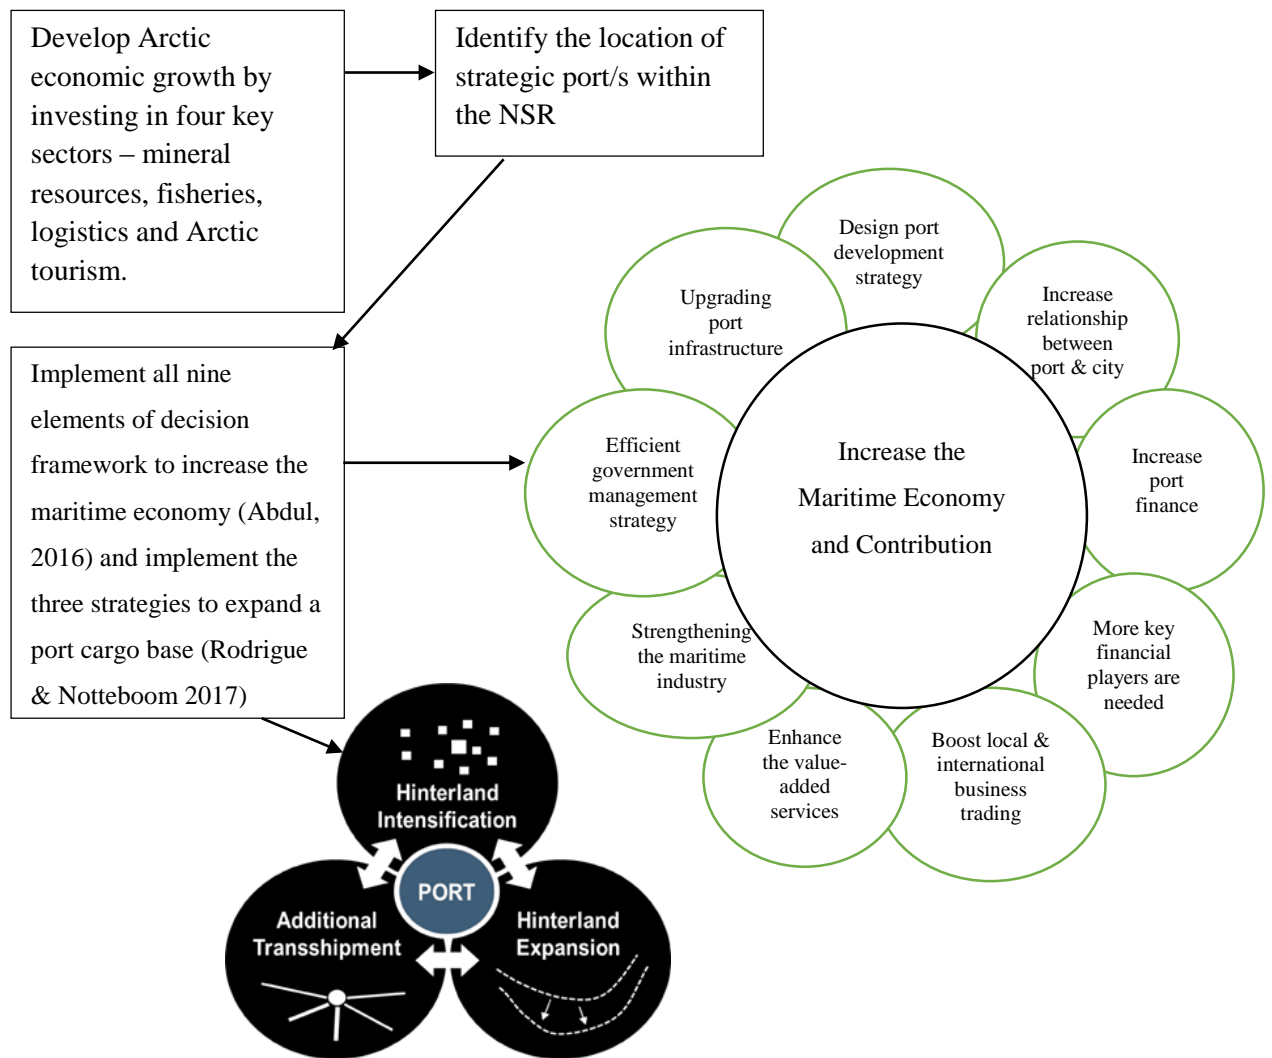 Develop Arctic
economic growth by
investing in four key
sectors – mineral
resources, fisheries,
logistics and Arctic
tourism.
Identify the location of
strategic port/s within
the NSR
Implement all nine
elements of decision
framework to increase the
maritime economy (Abdul,
2016) and implement the
three strategies to expand a
port cargo base (Rodrigue
& Notteboom 2017)
Design port
development
strategy
Increase
relationship
between
port & city
Increase
port
finance
More key
financial
players are
needed
Boost local &
international
business
trading
Enhance
the value-
added
services
Strengthening
the maritime
industry
Efficient
government
management
strategy
Upgrading
port
infrastructure
Increase the
Maritime Economy
and Contribution
Hinterland
Intensification
PORT
Additional
Transshipment
Hinterland
Expansion